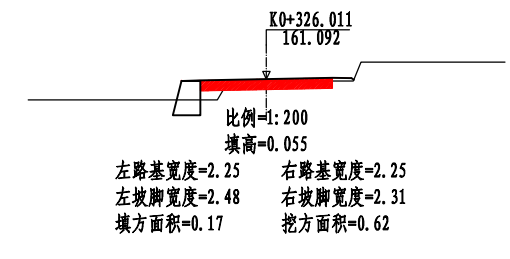 K0+326.011
161.092
比例=1:200
填高=0.055
左路基宽度=2.25 右路基宽度=2.25
左坡脚宽度=2.48 右坡脚宽度=2.31
填方面积=0.17 挖方面积=0.62